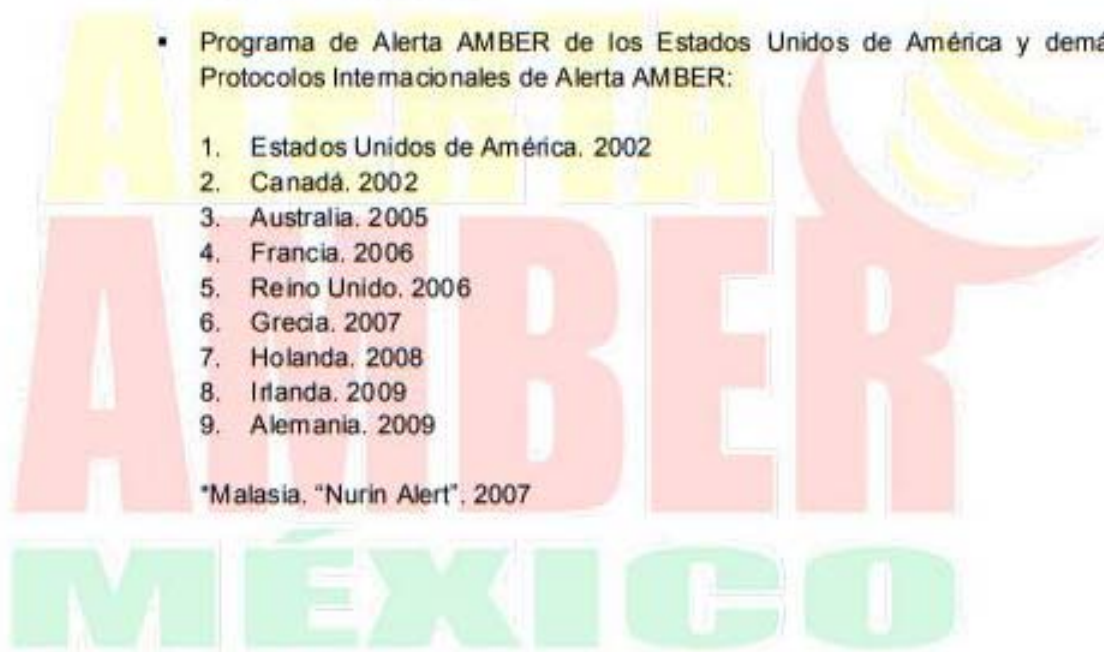 ▪ Programa de Alerta AMBER de los Estados Unidos de América y demá
Protocolos Internacionales de Alerta AMBER:
1. Estados Unidos de América. 2002
2. Canadá. 2002
3. Australia. 2005
4. Francia. 2006
5. Reino Unido. 2006
6. Grecia. 2007
7. Holanda. 2008
8. Irlanda. 2009
9. Alemania. 2009
*Malasia. “Nurin Alert”. 2007
ALERTA
AMBER
MÉXICO